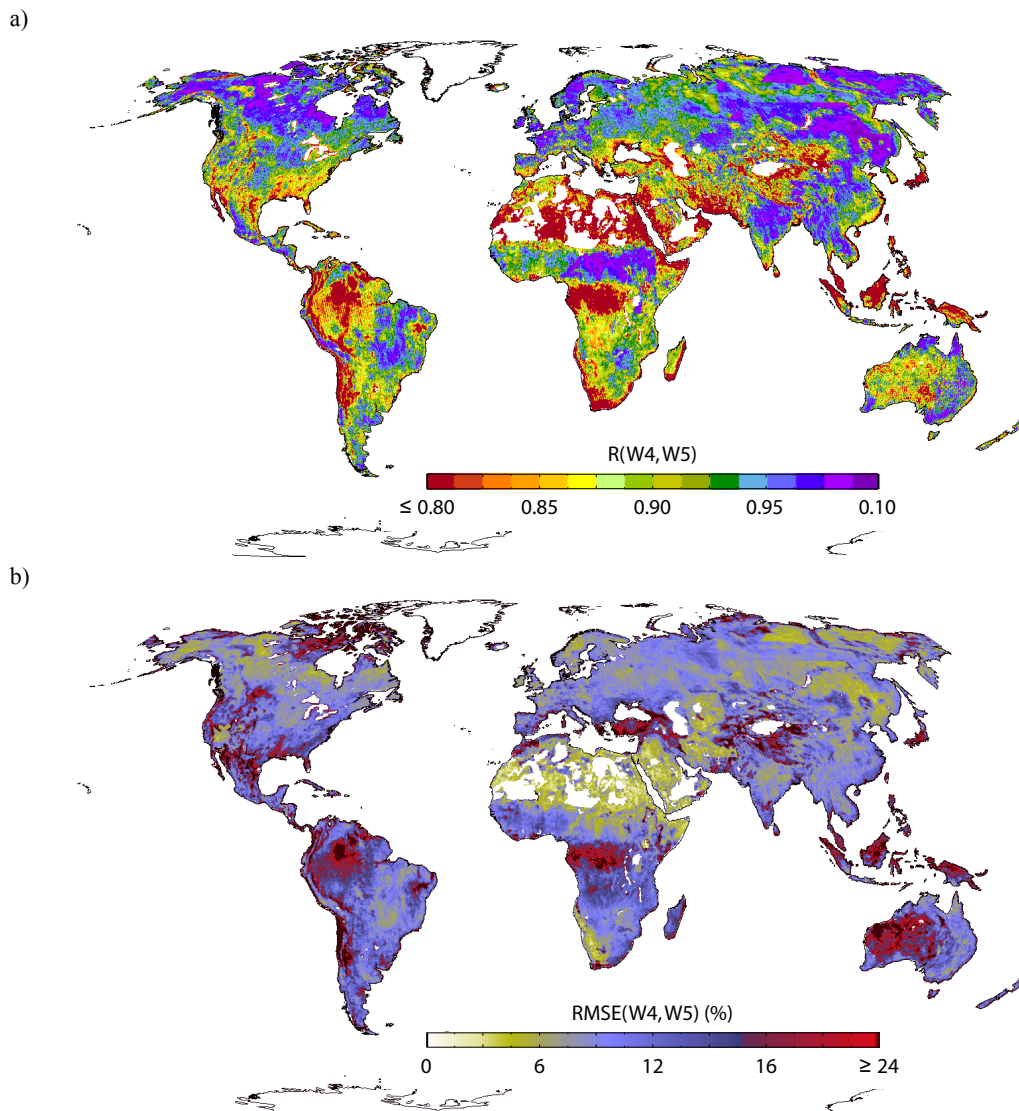 a)
R(W4, W5)
≤ 0.80 0.85 0.90 0.95 0.10
b)
RMSE(W4, W5) (%)
0 6 12 16 ≥ 24